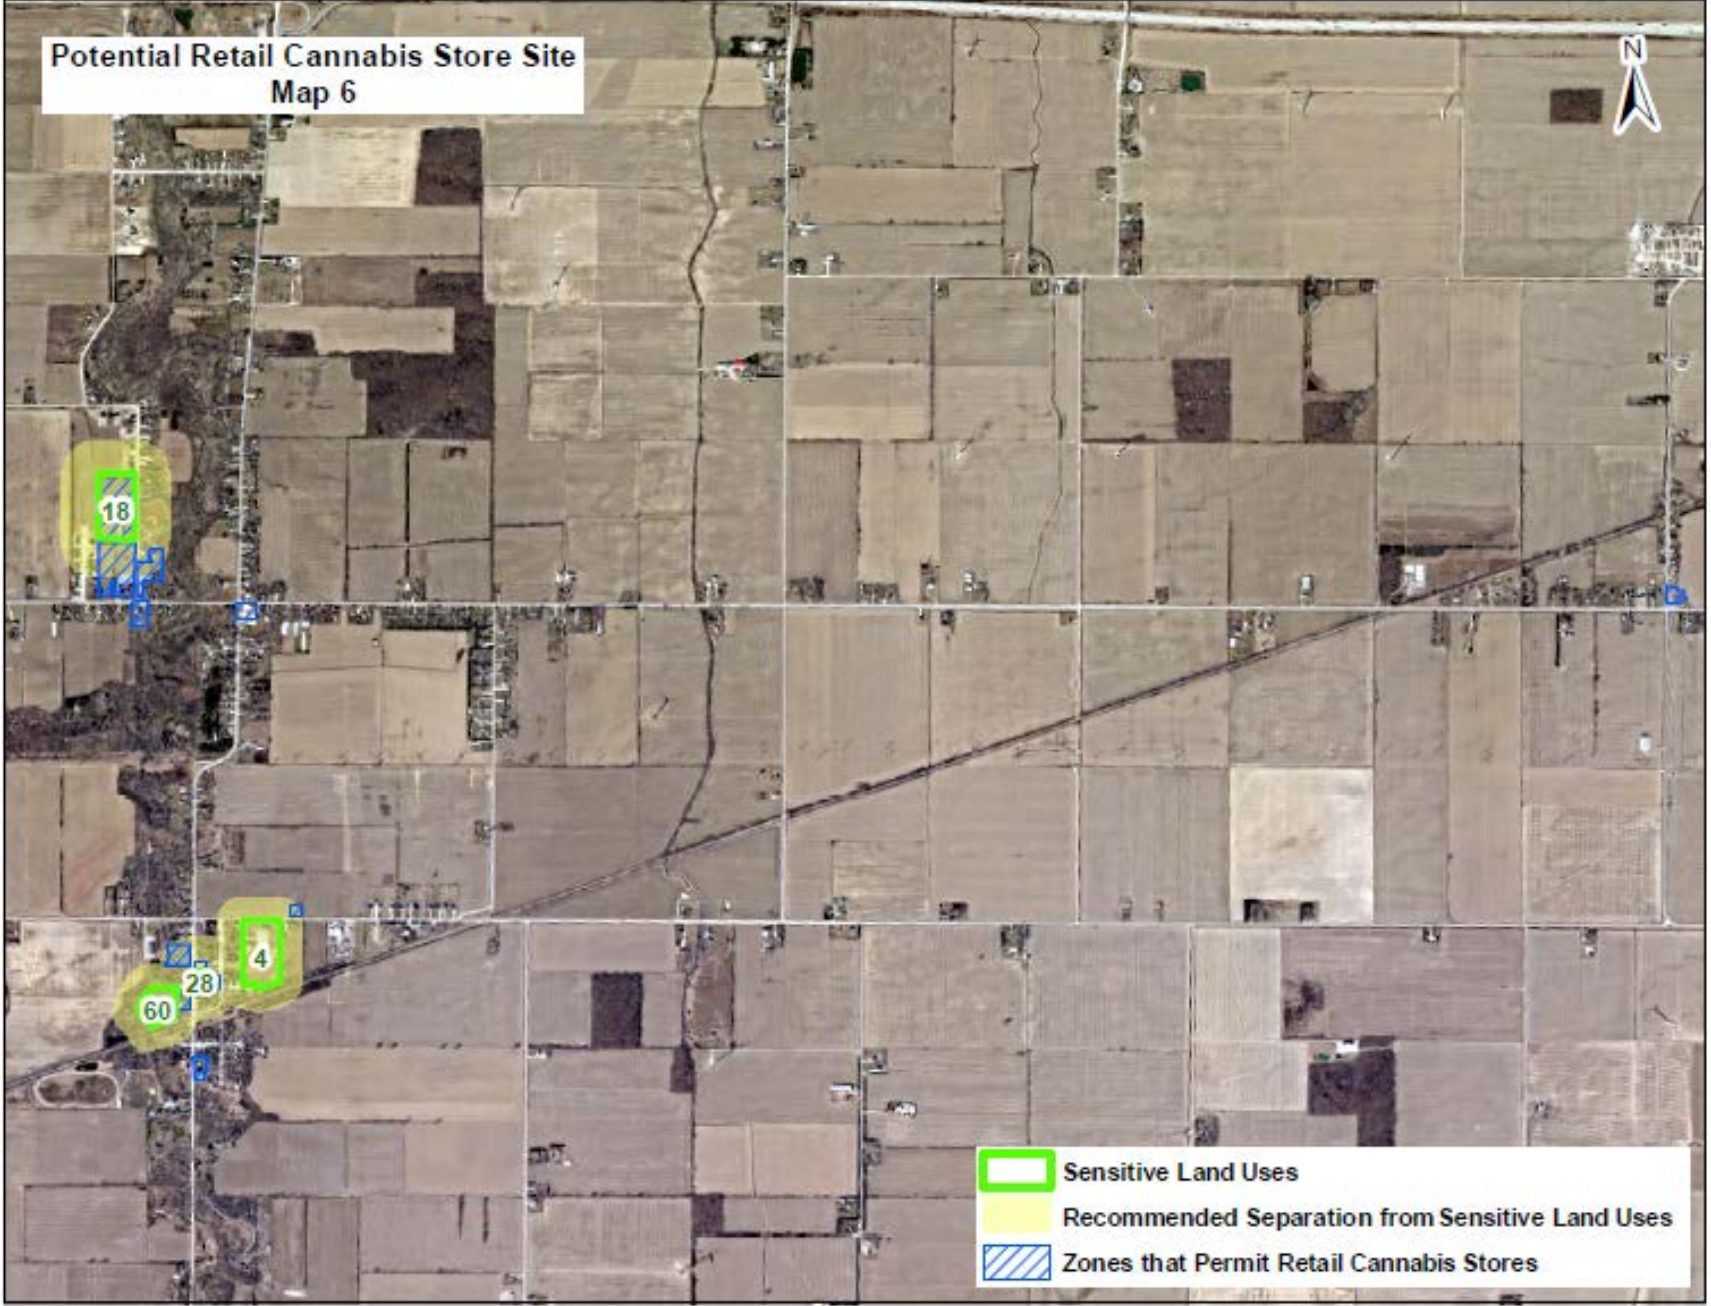 Potential Retail Cannabis Store Site
Map 6
N
18
4
28
60
Sensitive Land Uses
Recommended Separation from Sensitive Land Uses
Zones that Permit Retail Cannabis Stores